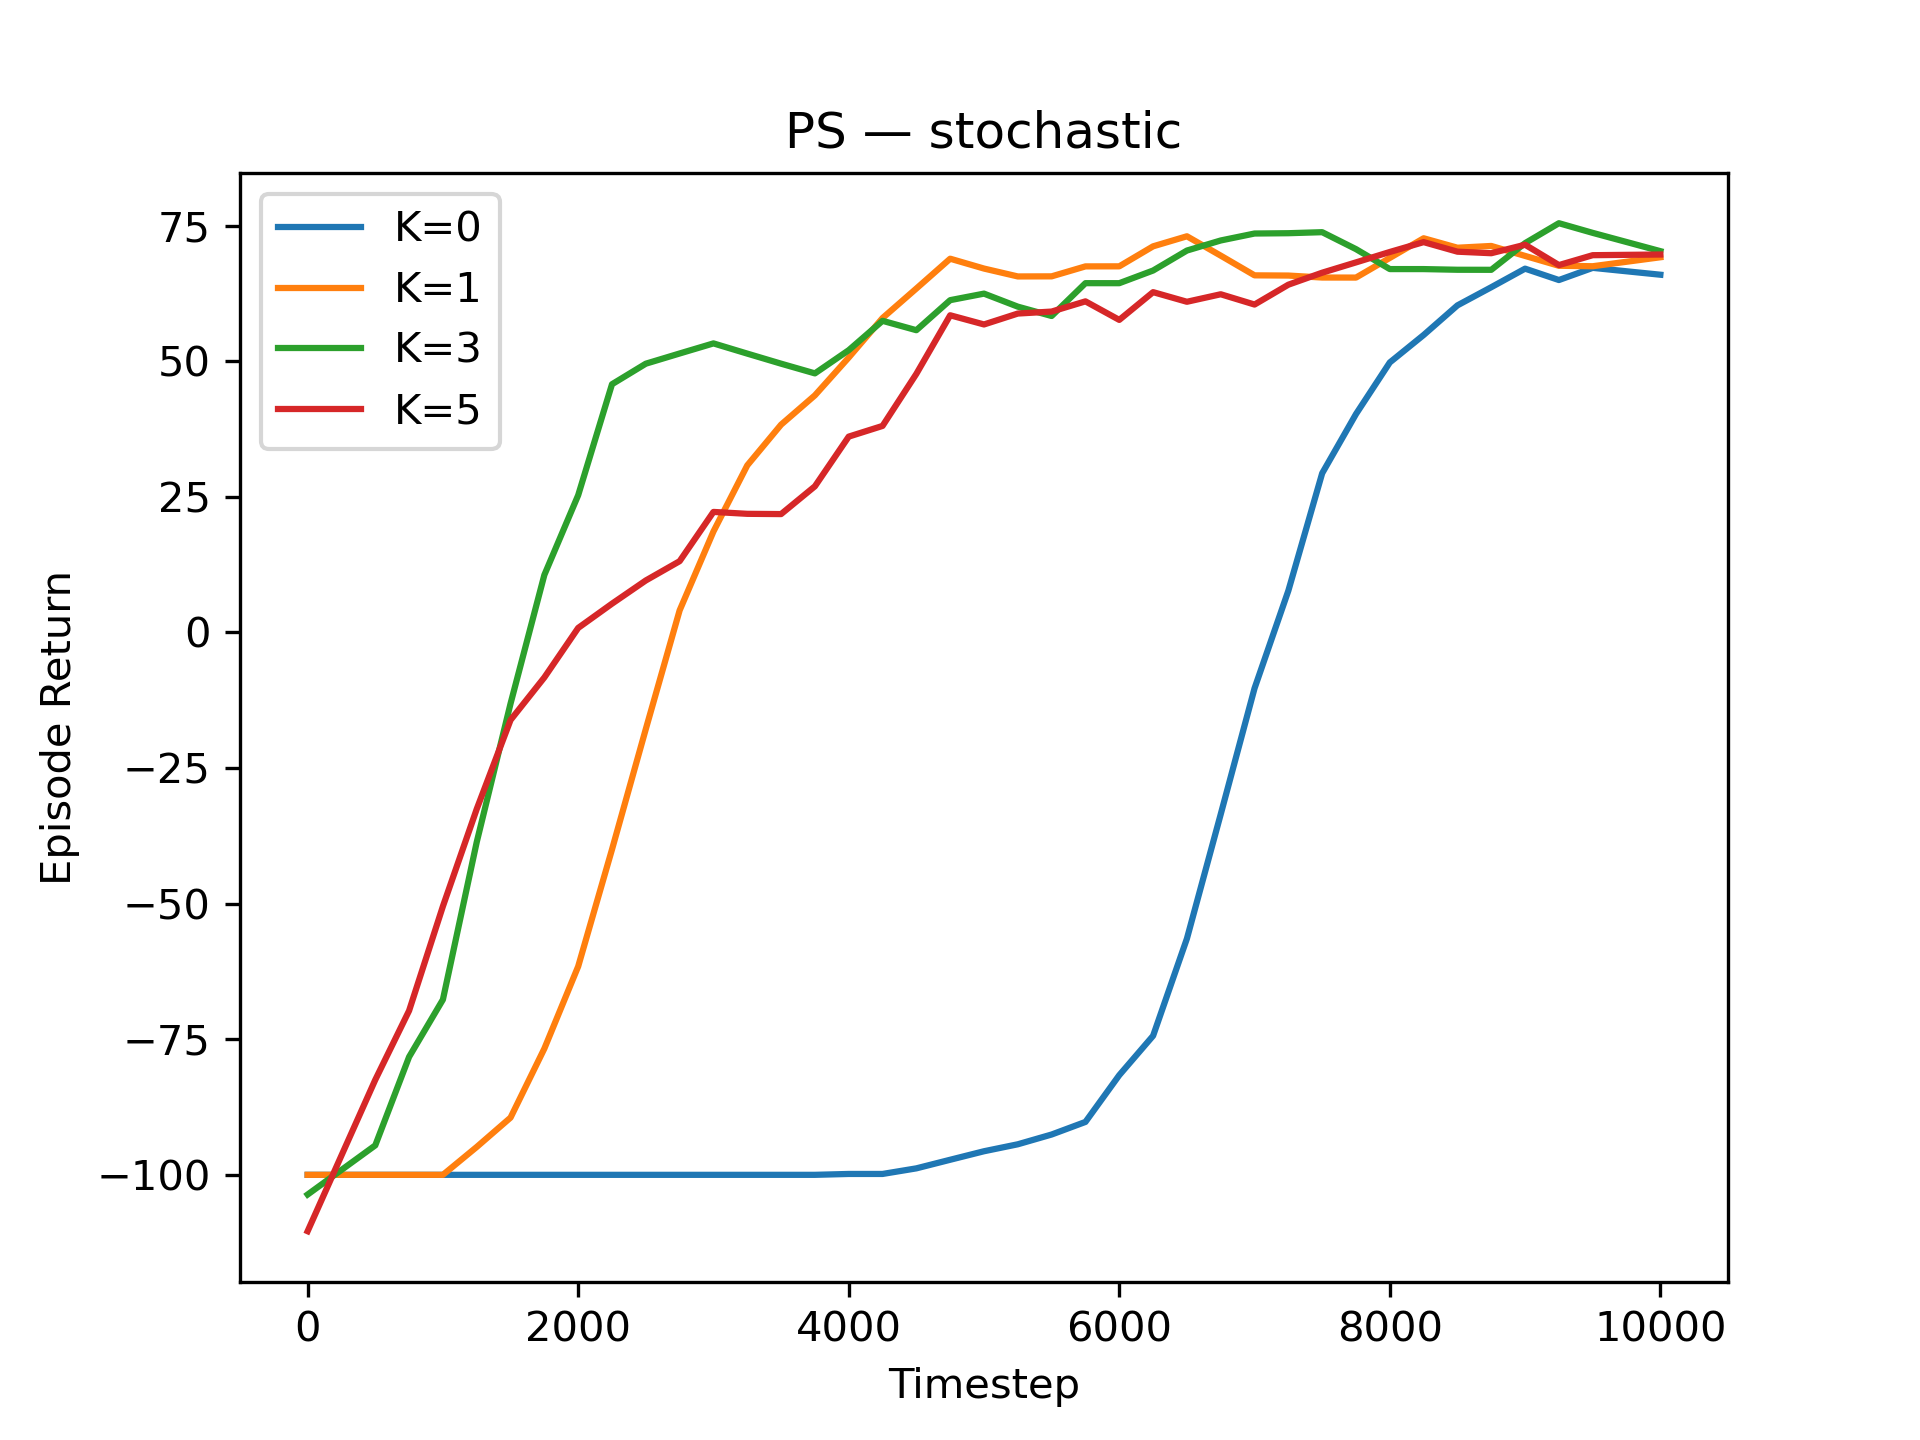 PS — stochastic
K=0
K=1
K=3
K=5
75
50
25
0
−25
−50
−75
−100
Episode Return
0 2000 4000 6000 8000 10000
Timestep